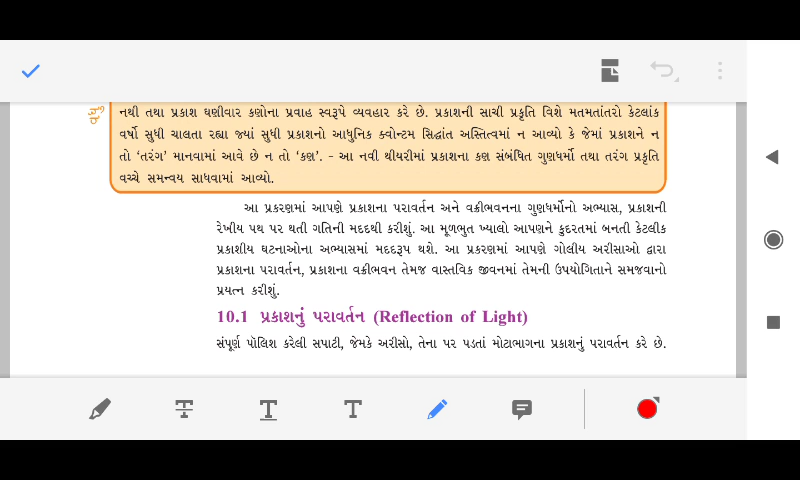 નથી તથા પ્રકાશ ઘણીવાર કણોના પ્રવાહ સ્વરૂપે વ્યવહાર કરે છે. પ્રકાશની સાચી પ્રકૃતિ વિશે મતમતાંતરો કેટલાંક
વર્ષો સુધી ચાલતા રહ્યા જ્યાં સુધી પ્રકાશનો આધુનિક ક્વોન્ટમ સિદ્ધાંત અસ્તિત્વમાં ન આવ્યો કે જેમાં પ્રકાશને ન
તો ‘તરંગ’ માનવામાં આવે છે ન તો ‘કણ’. - આ નવી થીયરીમાં પ્રકાશના કણ સંબંધિત ગુણધર્મો તથા તરંગ પ્રકૃતિ
વચ્ચે સમન્વય સાધવામાં આવ્યો.
આ પ્રકરણમાં આપણે પ્રકાશના પરાવર્તન અને વક્રીભવનના ગુણધર્મોનો અભ્યાસ, પ્રકાશની
રેખીય પથ પર થતી ગતિની મદદથી કરીશું. આ મૂળભુત ખ્યાલો આપણને કુદરતમાં બનતી કેટલીક
પ્રકાશીય ઘટનાઓના અભ્યાસમાં મદદરૂપ થશે. આ પ્રકરણમાં આપણે ગોલીય અરીસાઓ દ્વારા
પ્રકાશના પરાવર્તન, પ્રકાશના વક્રીભવન તેમજ વાસ્તવિક જીવનમાં તેમની ઉપયોગિતાને સમજવાનો
પ્રયત્ન કરીશું.
10.1 પ્રકાશનું પરાવર્તન (Reflection of Light)
સંપૂર્ણ પૉલિશ કરેલી સપાટી, જેમકે અરીસો, તેના પર પડતાં મોટાભાગના પ્રકાશનું પરાવર્તન કરે છે.